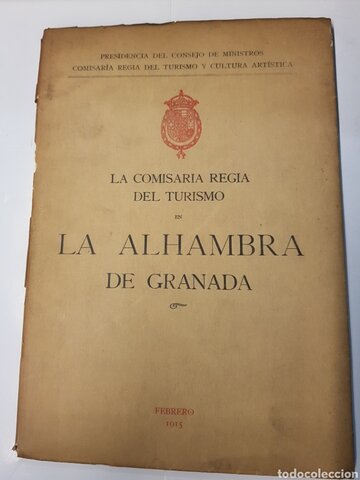 PRESIDENCIA DEL CONSEJO DE MINISTROS
COMISARÍA REGIA DEL TURISMO Y CULTURA ARTÍSTICA
LA COMISARIA REGIA
DEL TURISMO
EN
LA ALHAMBRA
DE GRANADA
FEBRERO
1915
todocoleccion